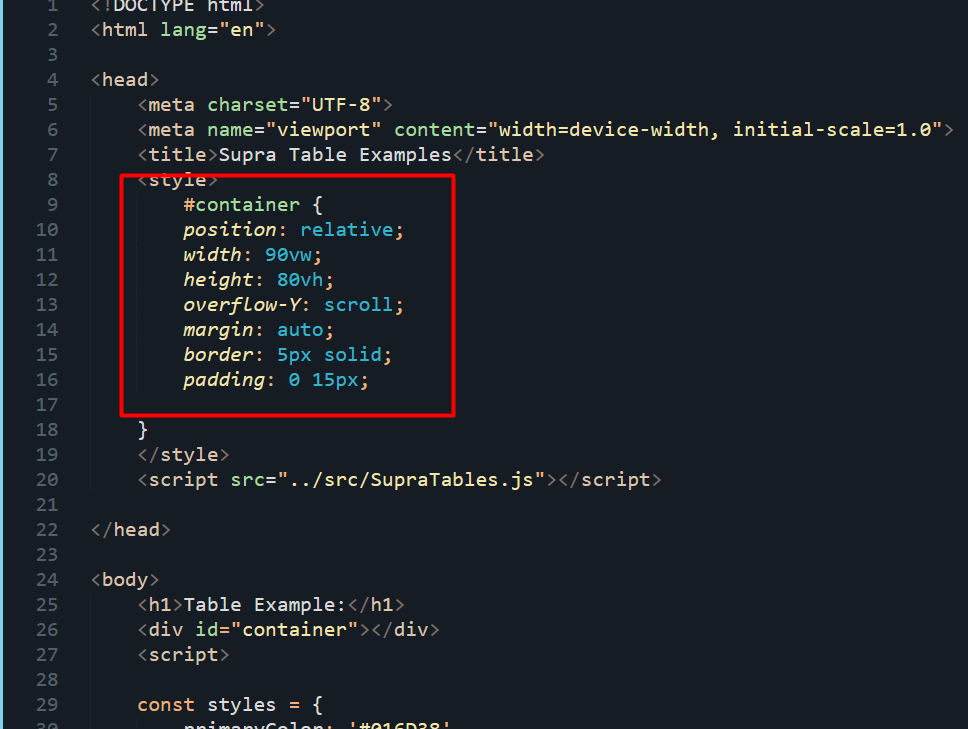 1 <!DOCTYPE html>
2 <html lang="en">
3
4 <head>
5 <meta charset="UTF-8">
6 <meta name="viewport" content="width=device-width, initial-scale=1.0">
7 <title>Supra Table Examples</title>
8 <style>
9 #container {
10 position: relative;
11 width: 90vw;
12 height: 80vh;
13 overflow-Y: scroll;
14 margin: auto;
15 border: 5px solid;
16 padding: 0 15px;
17
18 }
19 </style>
20 <script src="../src/SupraTables.js"></script>
21
22 </head>
23
24 <body>
25 <h1>Table Example:</h1>
26 <div id="container"></div>
27 <script>
28
29 const styles = {
30 primaryColor: '#016D38'